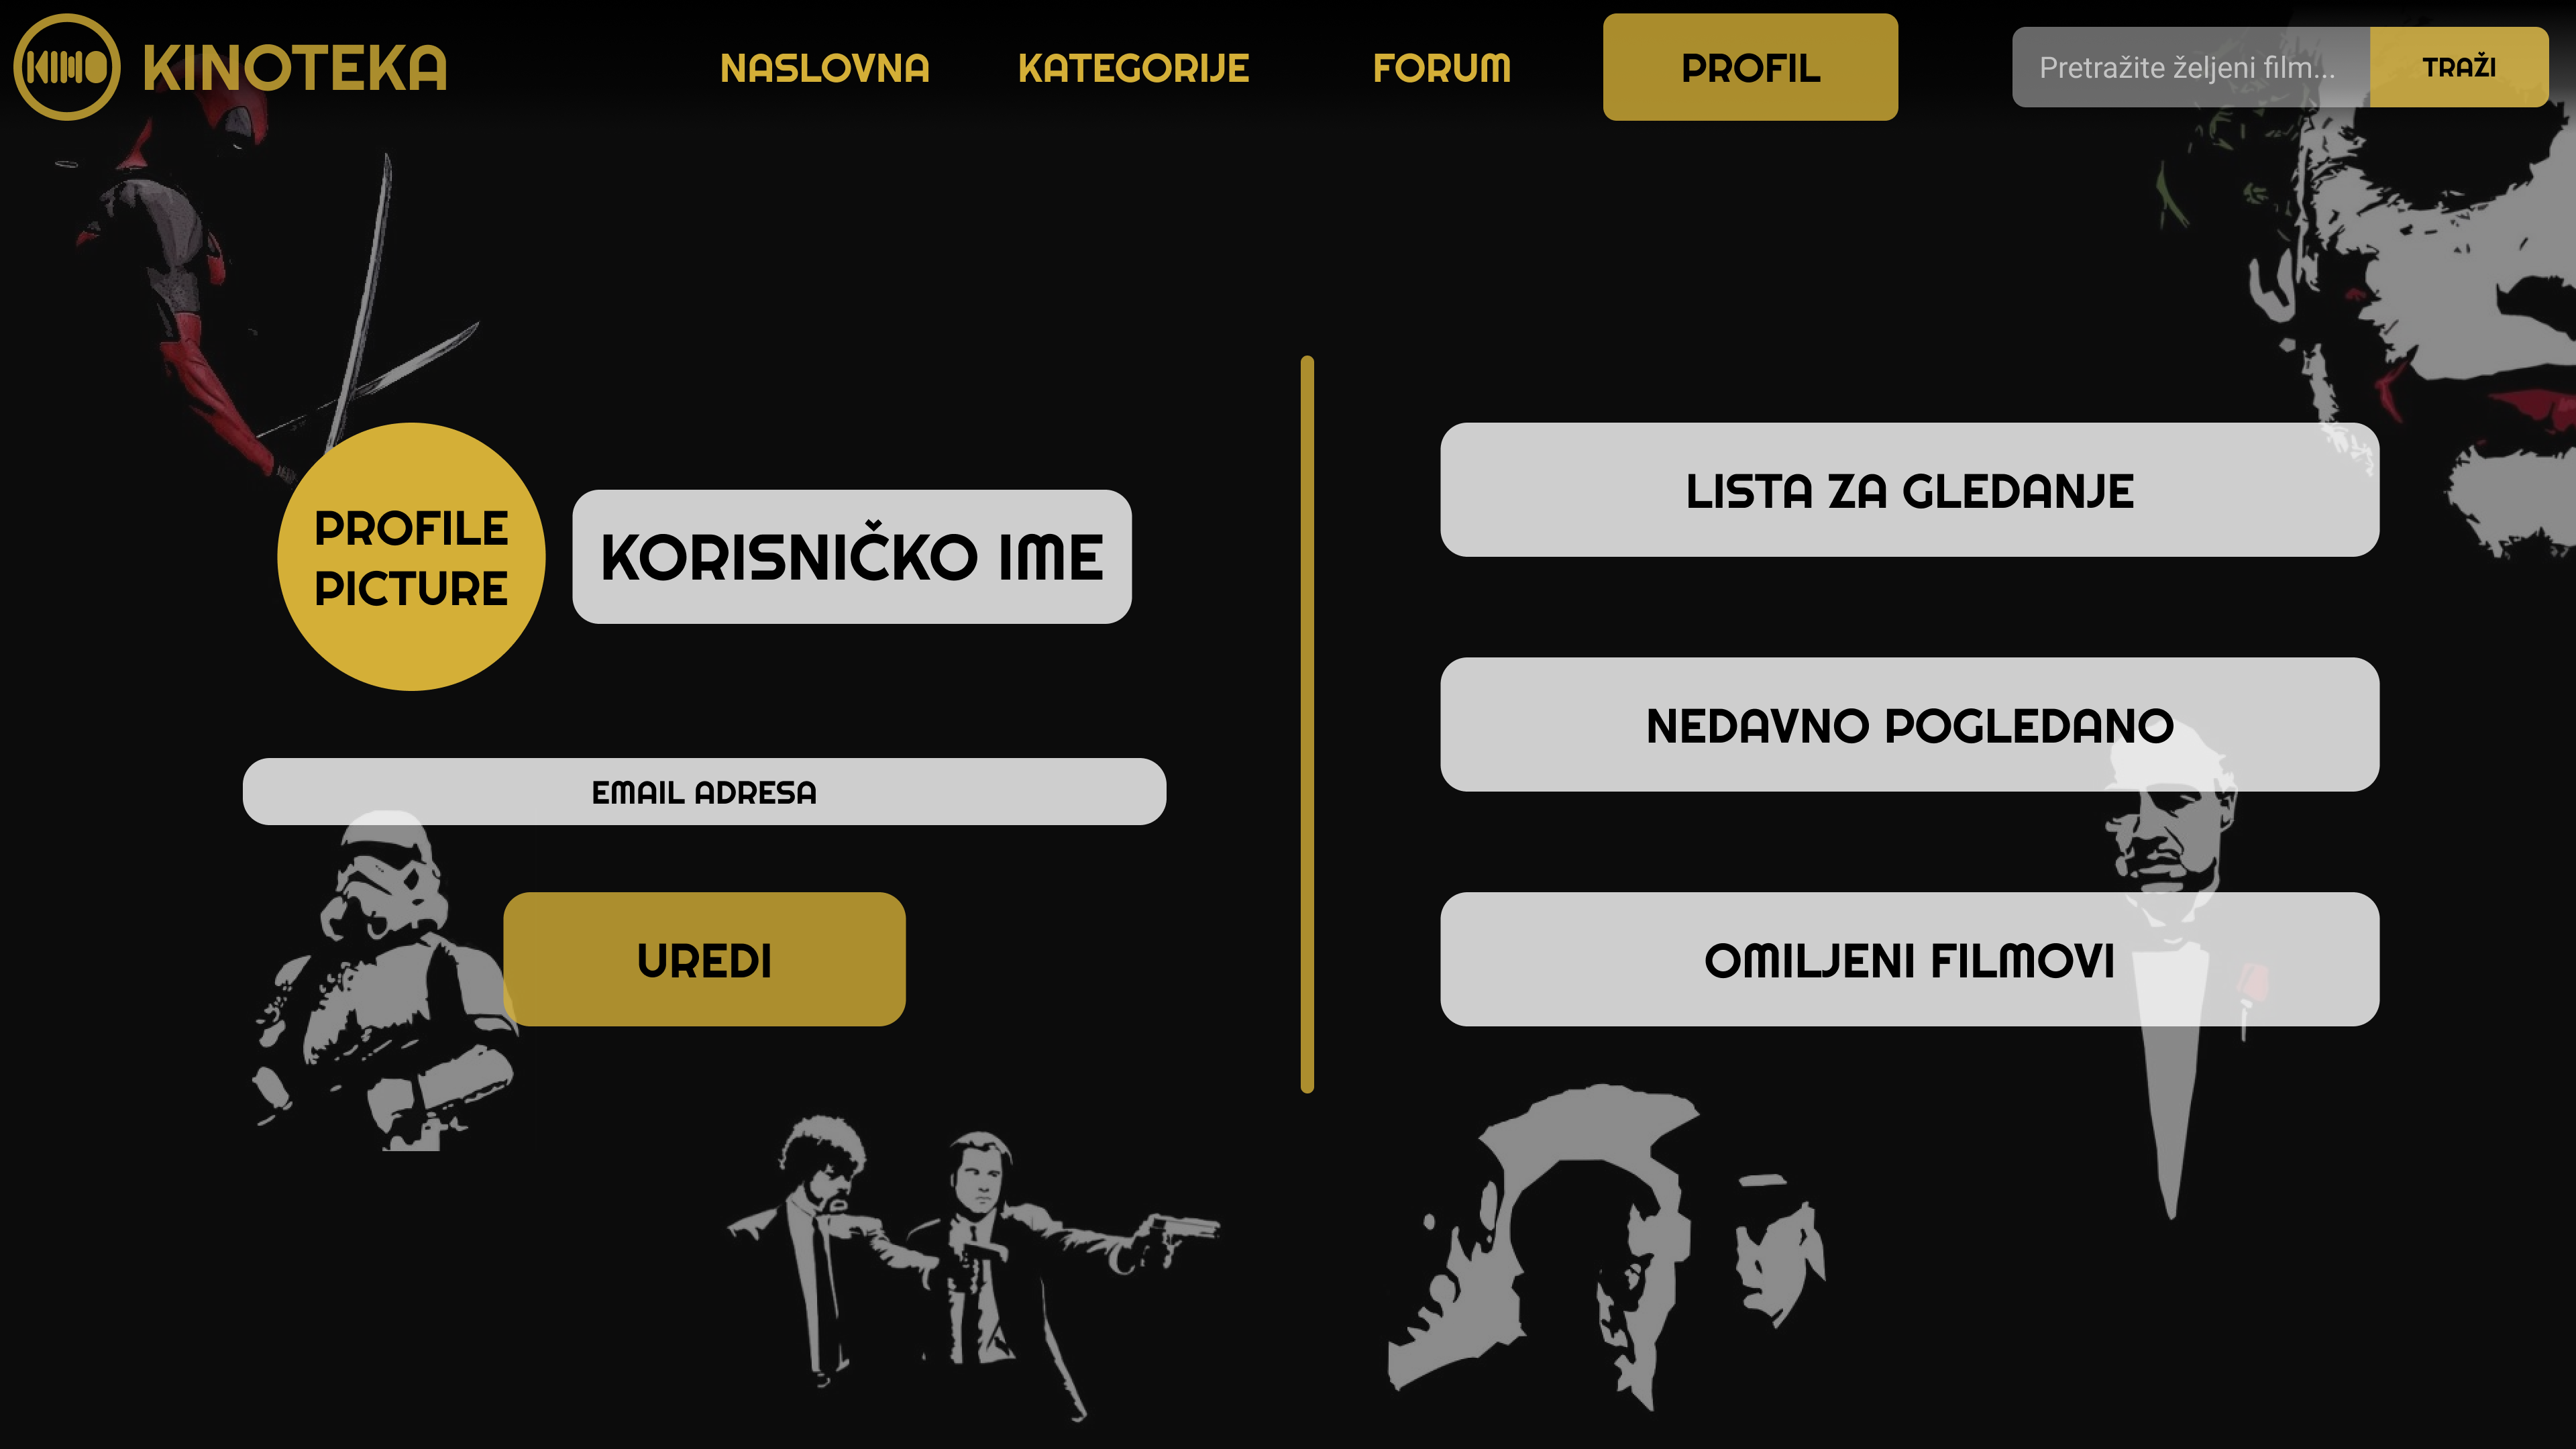 KINO
KINOTEKA
NASLOVNA
KATEGORIJE
FORUM
PROFIL
Pretražite željeni film...
TRAŽI
PROFILE
PICTURE
KORISNIČKO IME
EMAIL ADRESA
UREDI
LISTA ZA GLEDANJE
NEDAVNO POGLEDANO
OMILJENI FILMOVI